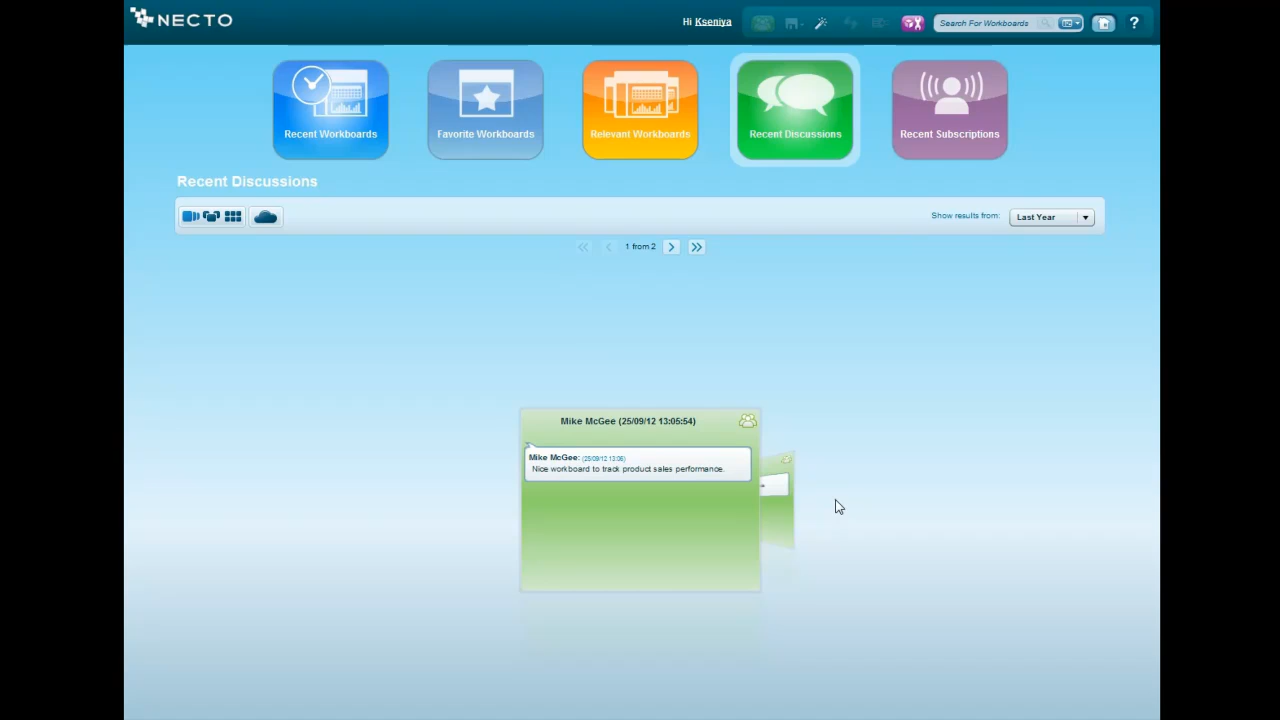 NECTO
Hi Kseniya
Search For Workboards
?
Recent Workboards
Favorite Workboards
Relevant Workboards
Recent Discussions
Recent Subscriptions
Recent Discussions
Show results from:
Last Year
1 from 2
Mike McGee (25/09/12 13:05:54)
Mike McGee: (25/09/12 13:06)
Nice workboard to track product sales performance.